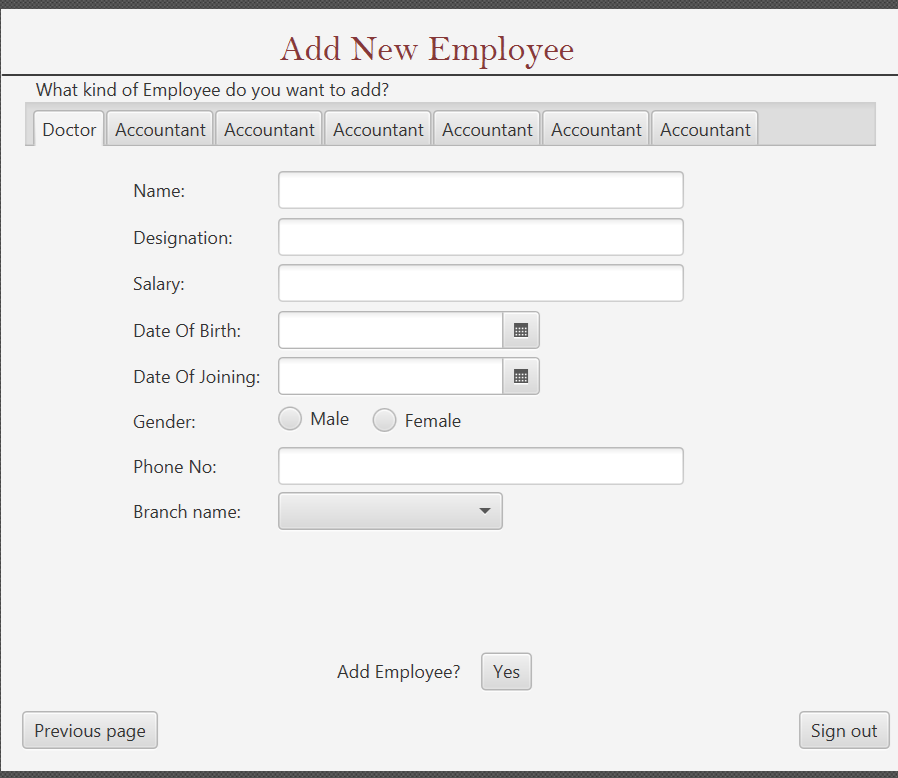 Add New Employee
What kind of Employee do you want to add?
Doctor Accountant Accountant Accountant Accountant Accountant Accountant
Name:
Designation:
Salary:
Date Of Birth:
Date Of Joining:
Gender: Male Female
Phone No:
Branch name:
Add Employee? Yes
Previous page Sign out